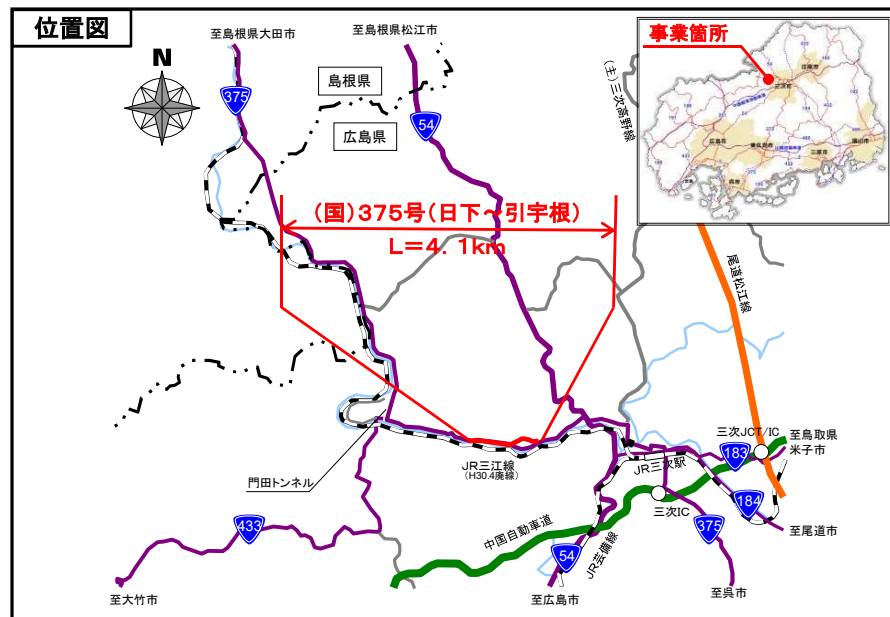 位置図
至島根県大田市
至島根県松江市
事業箇所
N
375
島根県
54
広島県
(主)三次高野線
(国)375号(日下~引宇根)
L=4.1km
尾道松江線
三次JCT/IC
至鳥取県
米子市
183
JR三江線
(H30.4廃線)
JR三次駅
門田トンネル
184
三次IC
433
中国自動車道
375
至尾道市
54
JR芸備線
至大竹市
至広島市
至呉市